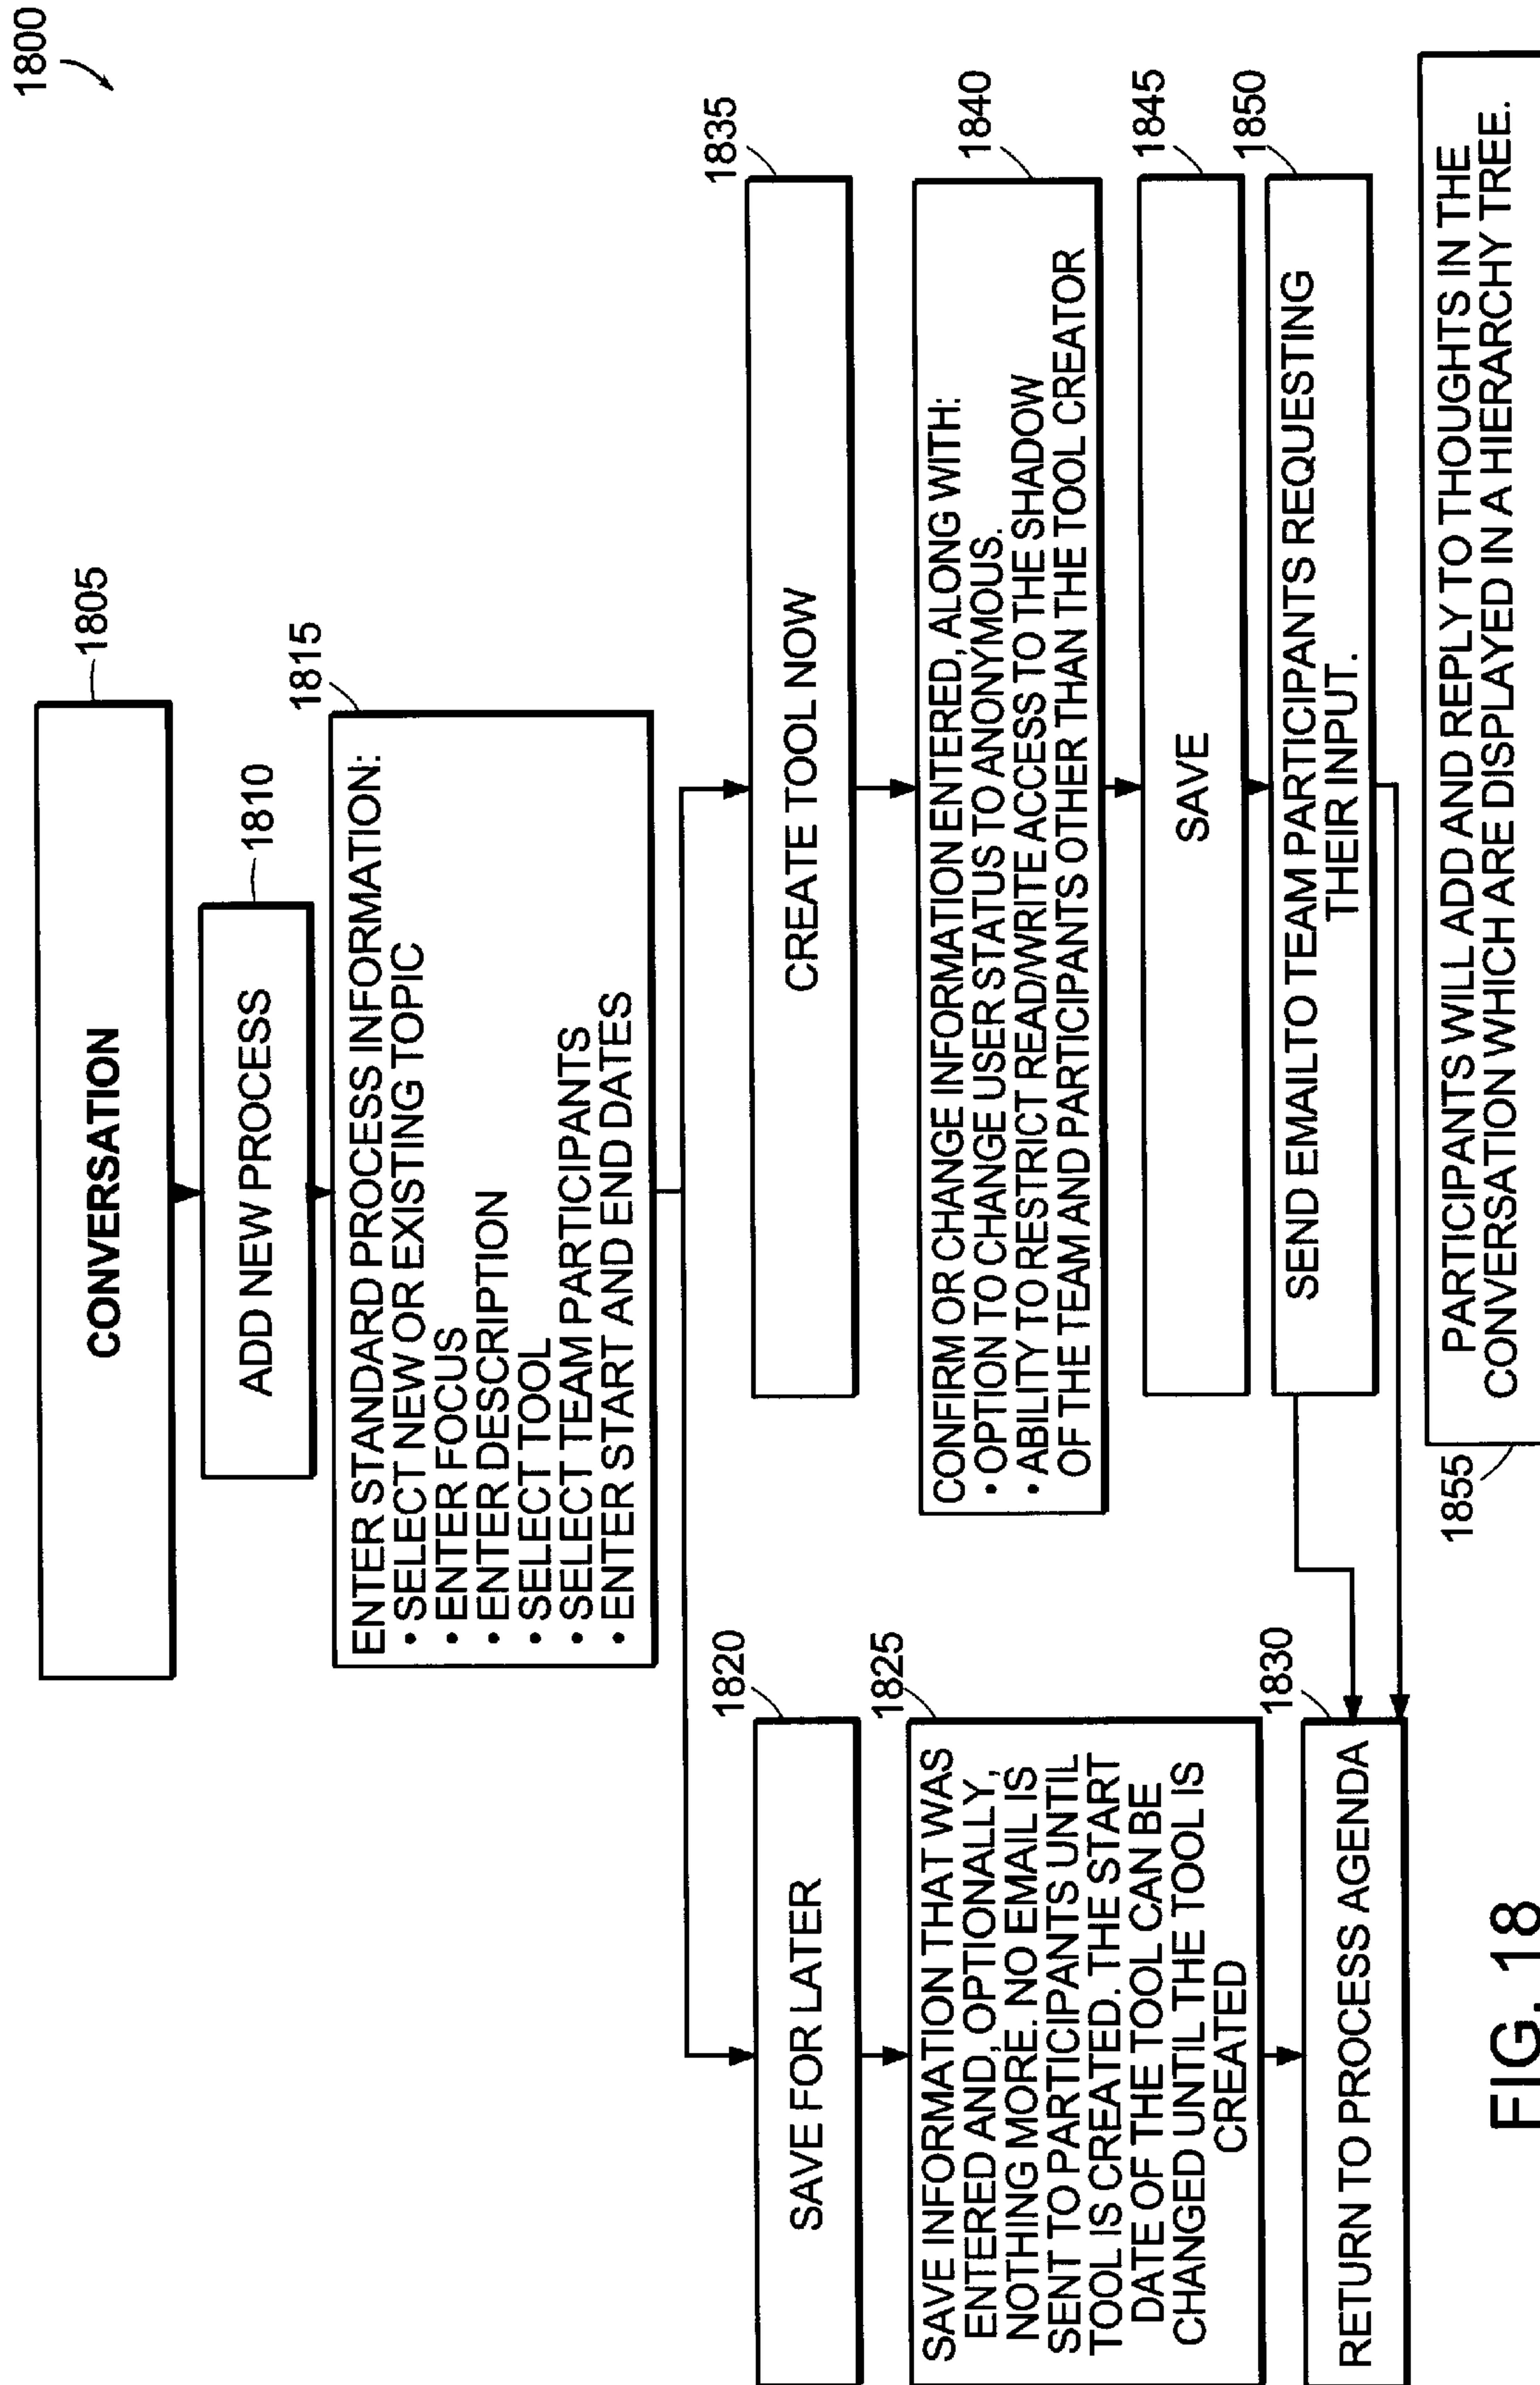 1800
CONVERSATION
1805
ADD NEW PROCESS
1810
1815
ENTER STANDARD PROCESS INFORMATION:
• SELECT NEW OR EXISTING TOPIC
• ENTER FOCUS
• ENTER DESCRIPTION
• SELECT TOOL
• SELECT TEAM PARTICIPANTS
• ENTER START AND END DATES
1820
SAVE FOR LATER
1825
SAVE INFORMATION THAT WAS
ENTERED AND, OPTIONALLY,
NOTHING MORE. NO EMAIL IS
SENT TO PARTICIPANTS UNTIL
TOOL IS CREATED. THE START
DATE OF THE TOOL CAN BE
CHANGED UNTIL THE TOOL IS
CREATED
1830
RETURN TO PROCESS AGENDA
1835
CREATE TOOL NOW
1840
CONFIRM OR CHANGE INFORMATION ENTERED, ALONG WITH:
• OPTION TO CHANGE USER STATUS TO ANONYMOUS.
• ABILITY TO RESTRICT READ/WRITE ACCESS TO THE SHADOW
OF THE TEAM AND PARTICIPANTS OTHER THAN THE TOOL CREATOR
1845
SAVE
1850
SEND EMAIL TO TEAM PARTICIPANTS REQUESTING
THEIR INPUT.
1855
PARTICIPANTS WILL ADD AND REPLY TO THOUGHTS IN THE
CONVERSATION WHICH ARE DISPLAYED IN A HIERARCHY TREE.
FIG. 18